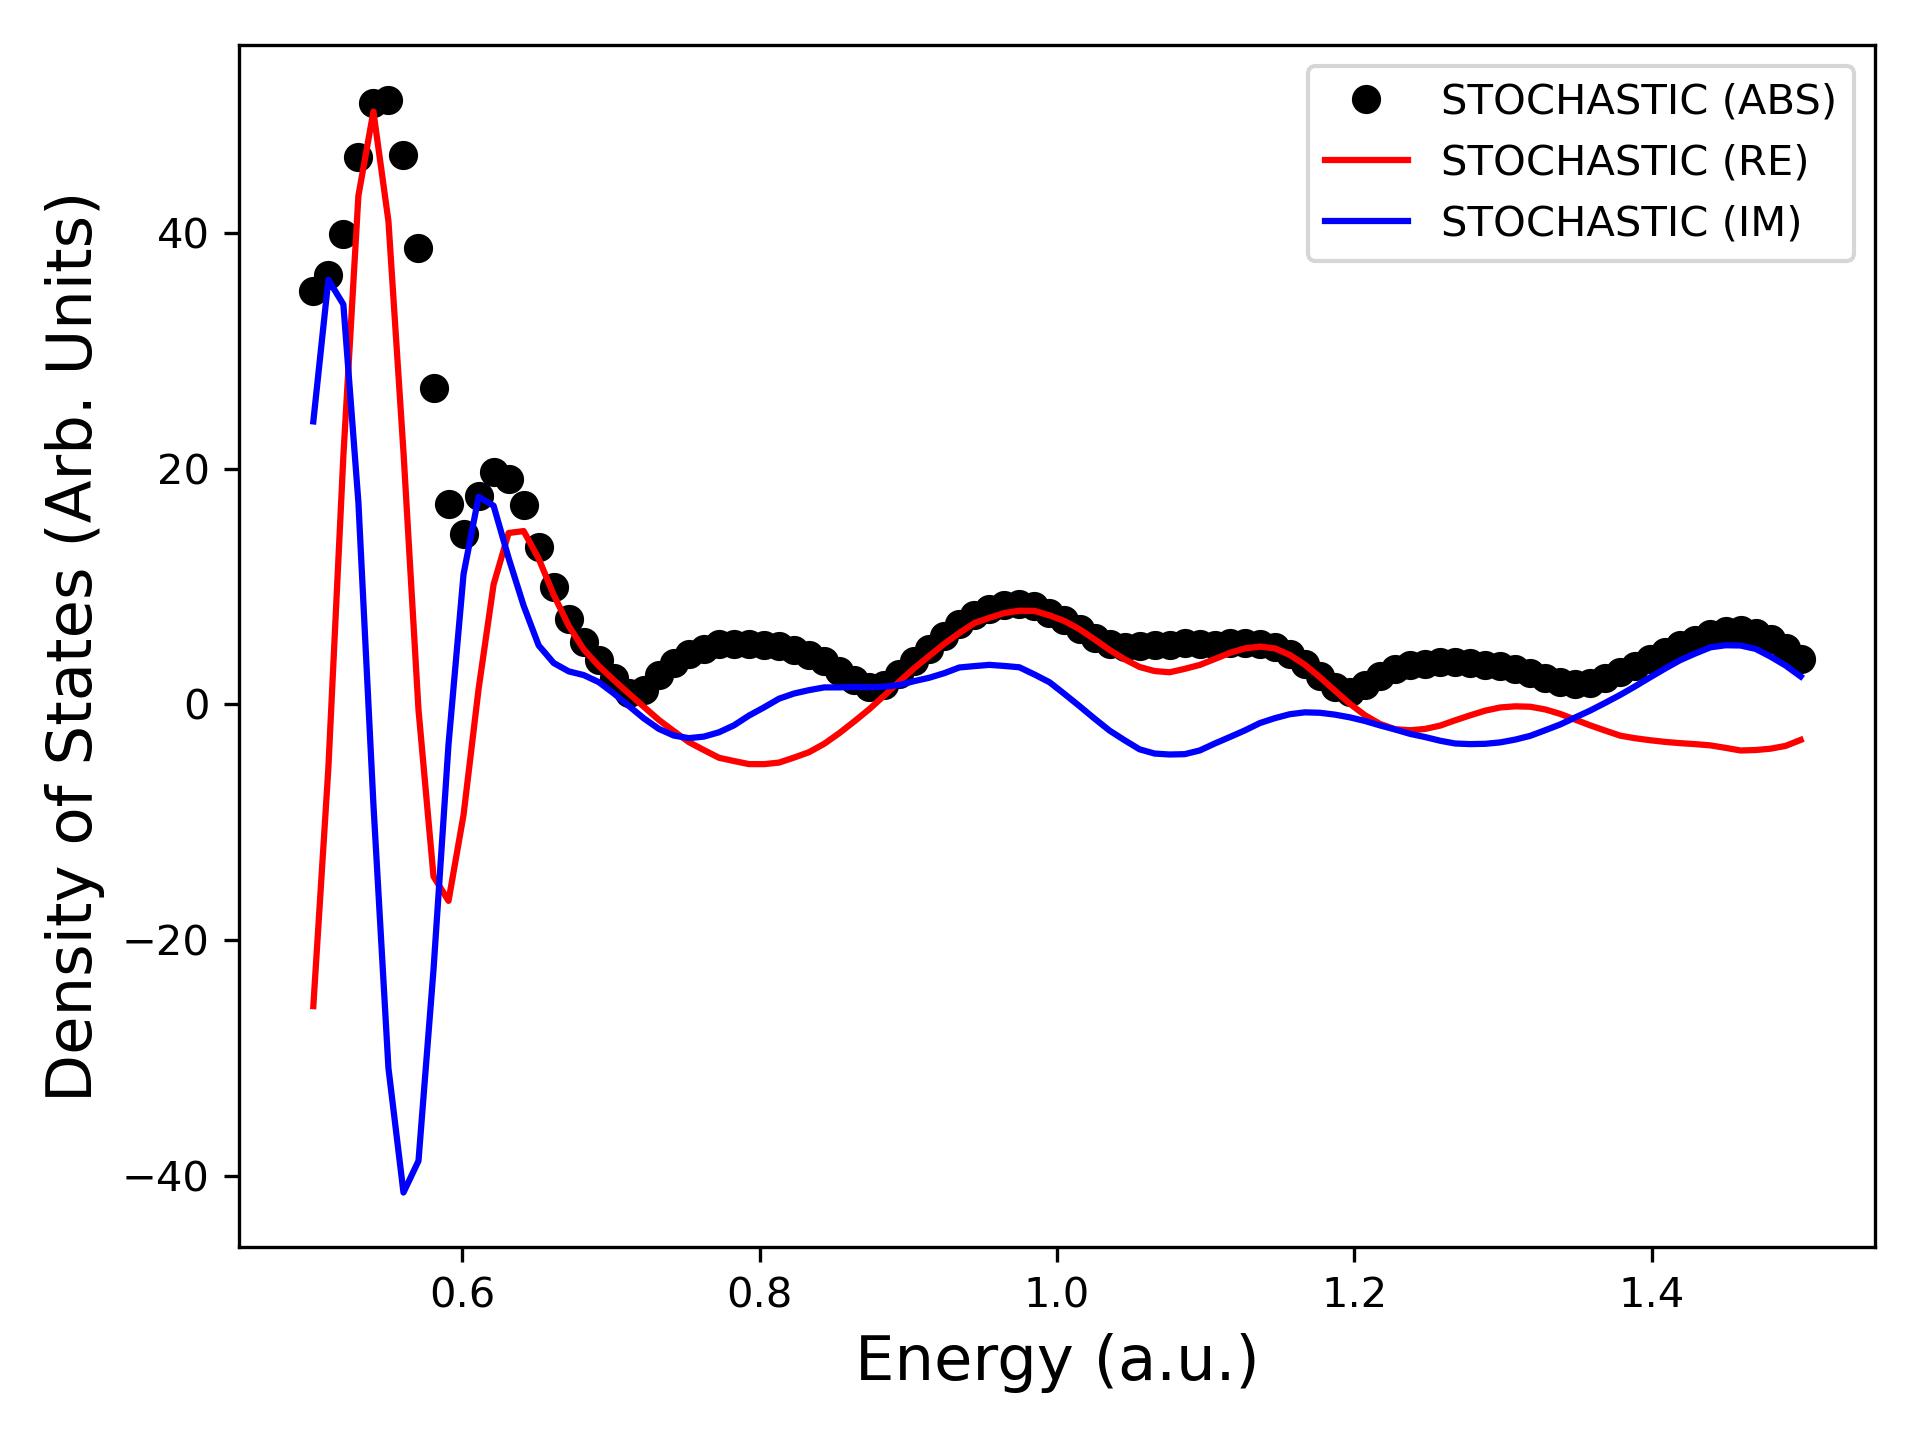 Density of States (Arb. Units)
40
20
0
−20
−40
STOCHASTIC (ABS)
STOCHASTIC (RE)
STOCHASTIC (IM)
0.6 0.8 1.0 1.2 1.4
Energy (a.u.)